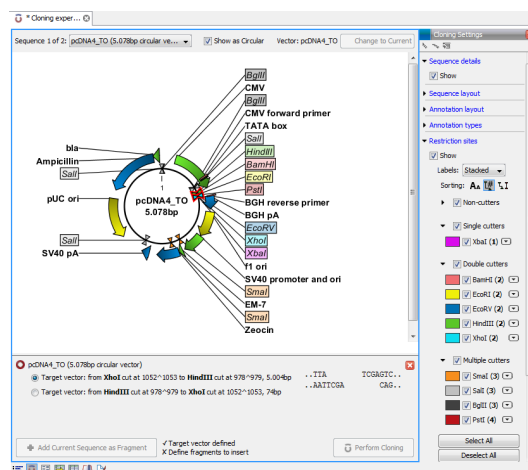 * Cloning exper...
Sequence 1 of 2: pcDNA4_TO (5.078bp circular ve...
Show as Circular
Vector: pcDNA4_TO
Change to Current
BglII
CMV
BglII
CMV forward primer
TATA box
SalI
HindIII
BamHI
EcoRI
PstI
BGH reverse primer
BGH pA
EcoRV
XhoI
XbaI
f1 ori
SV40 promoter and ori
SmaI
EM-7
SmaI
Zeocin
bla
Ampicillin
SalI
pUC ori
SalI
SV40 pA
1
pcDNA4_TO
5.078bp
pcDNA4_TO (5.078bp circular vector)
Target vector: from XhoI cut at 1052^1053 to HindIII cut at 978^979, 5.004bp
Target vector: from HindIII cut at 978^979 to XhoI cut at 1052^1053, 74bp
..TTA TCGAGTC..
..AATTCGA CAG..
Add Current Sequence as Fragment
√ Target vector defined
X Define fragments to insert
Perform Cloning
Cloning Settings
Sequence details
Show
Sequence layout
Annotation layout
Annotation types
Restriction sites
Show
Labels: Stacked
Sorting:
Non-cutters
Single cutters
XbaI (1)
Double cutters
BamHI (2)
EcoRI (2)
EcoRV (2)
HindIII (2)
XhoI (2)
Multiple cutters
SmaI (3)
SalI (3)
BglII (3)
PstI (4)
Select All
Deselect All